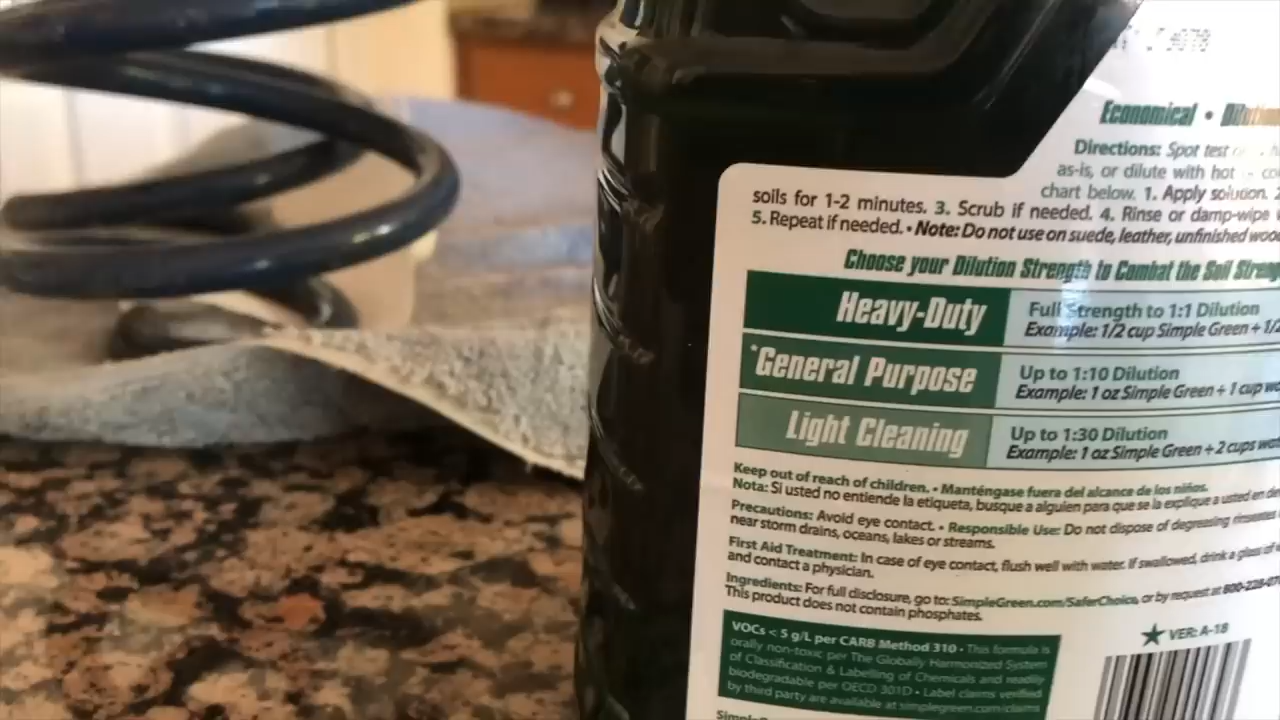 Economical •
Directions: Spot test
as-is, or dilute with hot
chart below. 1. Apply solution.
soils for 1-2 minutes. 3. Scrub if needed. 4. Rinse or damp-wipe
5. Repeat if needed. • Note: Do not use on suede, leather, unfinished
Choose your Dilution Strength to Combat the Soil
Heavy-Duty
Full Strength to 1:1 Dilution
Example: 1/2 cup Simple Green +
*General Purpose
Up to 1:10 Dilution
Example: 1 oz Simple Green + 1 cup
Light Cleaning
Up to 1:30 Dilution
Example: 1 oz Simple Green + 2 cups
Keep out of reach of children. • Manténgase fuera del alcance de los niños.
Nota: Si usted no entiende la etiqueta, busque a alguien para que se la explique a usted en
Precautions: Avoid eye contact. • Responsible Use: Do not dispose of degreasing rinseates
near storm drains, oceans, lakes or streams.
First Aid Treatment: In case of eye contact, flush well with water. If swallowed, drink a glass of
and contact a physician.
Ingredients: For full disclosure, go to: SimpleGreen.com/SaferChoice, or by request at
This product does not contain phosphates.
VOCs < 5 g/L per CARB Method 310 • This formula is
orally non-toxic per The Globally Harmonized System
of Classification & Labelling of Chemicals and readily
biodegradable per OECD 301D • Label claims verified
by third party are available at simplegreen.com/claims
VER: A-18